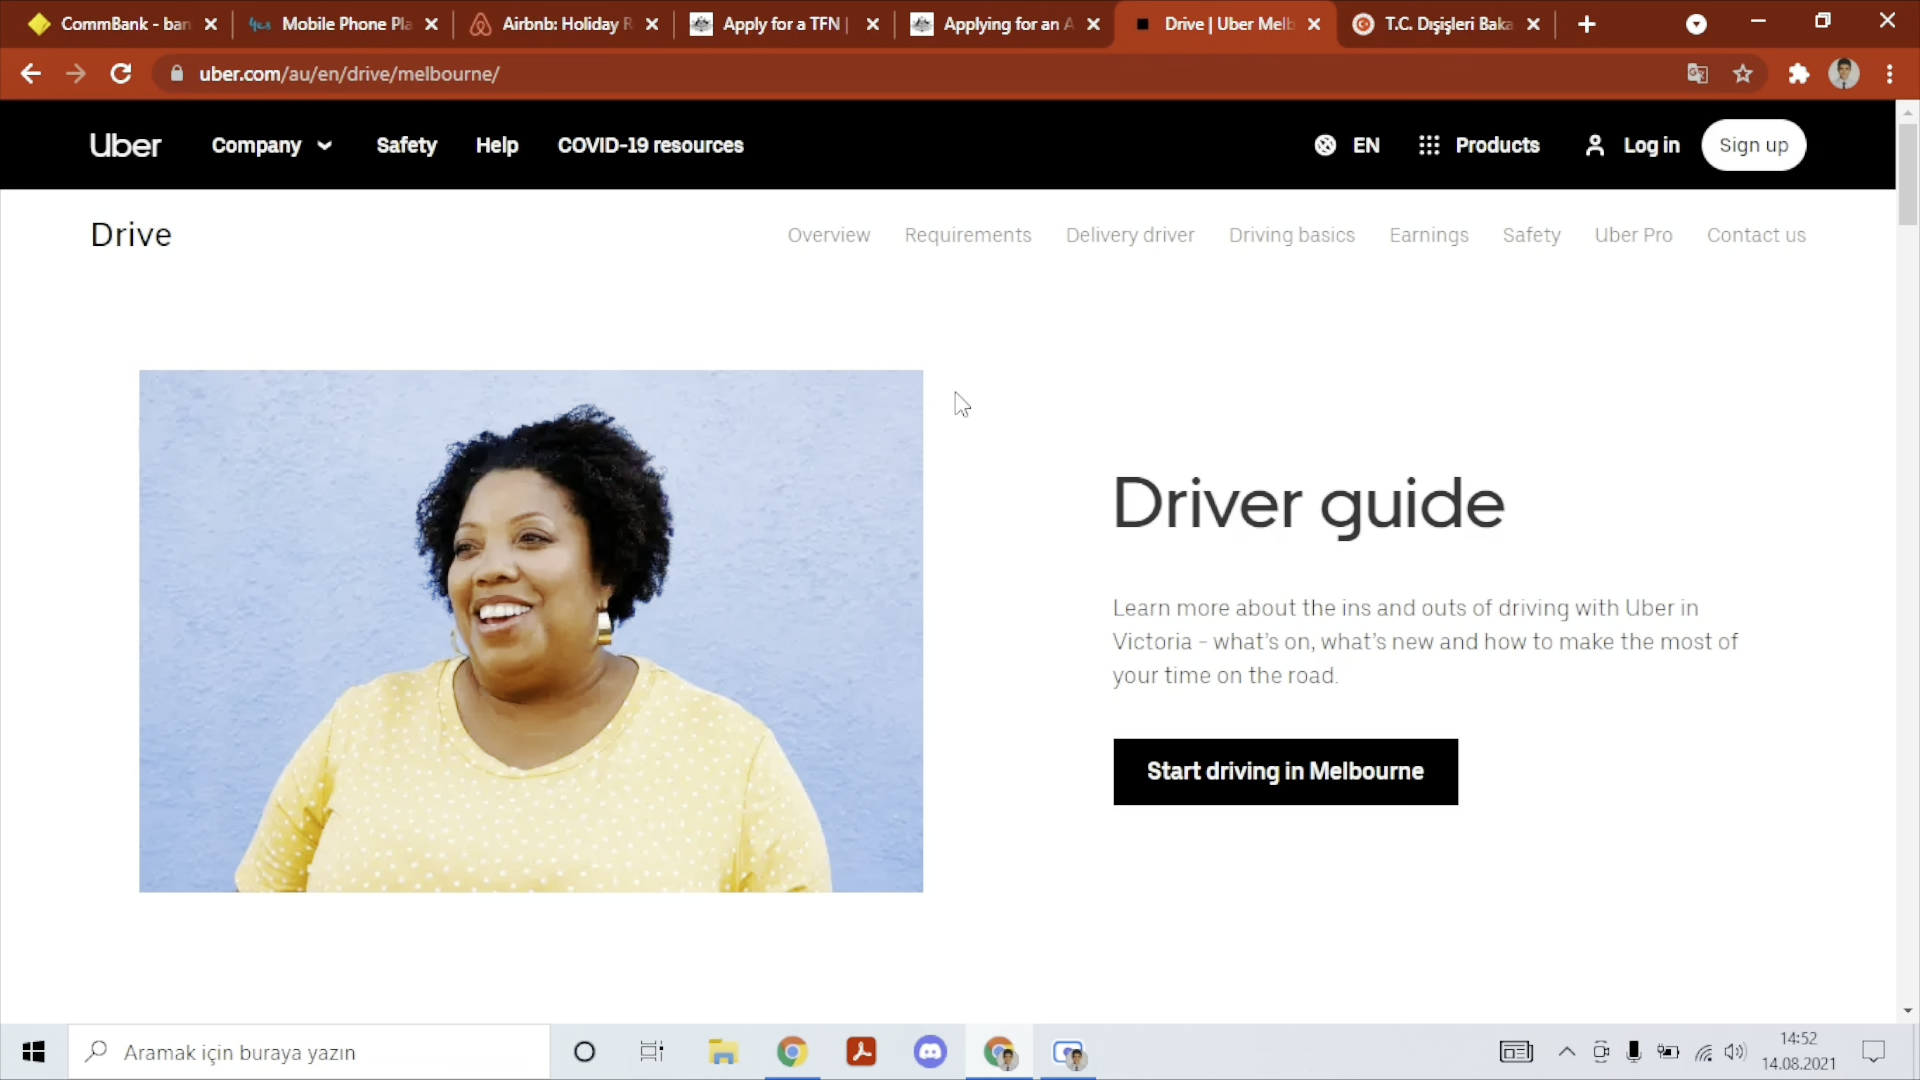 CommBank - ban
yes Mobile Phone Pla
Airbnb: Holiday R
Apply for a TFN |
Applying for an A
Drive | Uber Melb
T.C. Dışişleri Baka
uber.com/au/en/drive/melbourne/
Uber Company Safety Help COVID-19 resources EN Products Log in Sign up
Drive Overview Requirements Delivery driver Driving basics Earnings Safety Uber Pro Contact us
Driver guide
Learn more about the ins and outs of driving with Uber in
Victoria - what's on, what's new and how to make the most of
your time on the road.
Start driving in Melbourne
Aramak için buraya yazın
14:52
14.08.2021